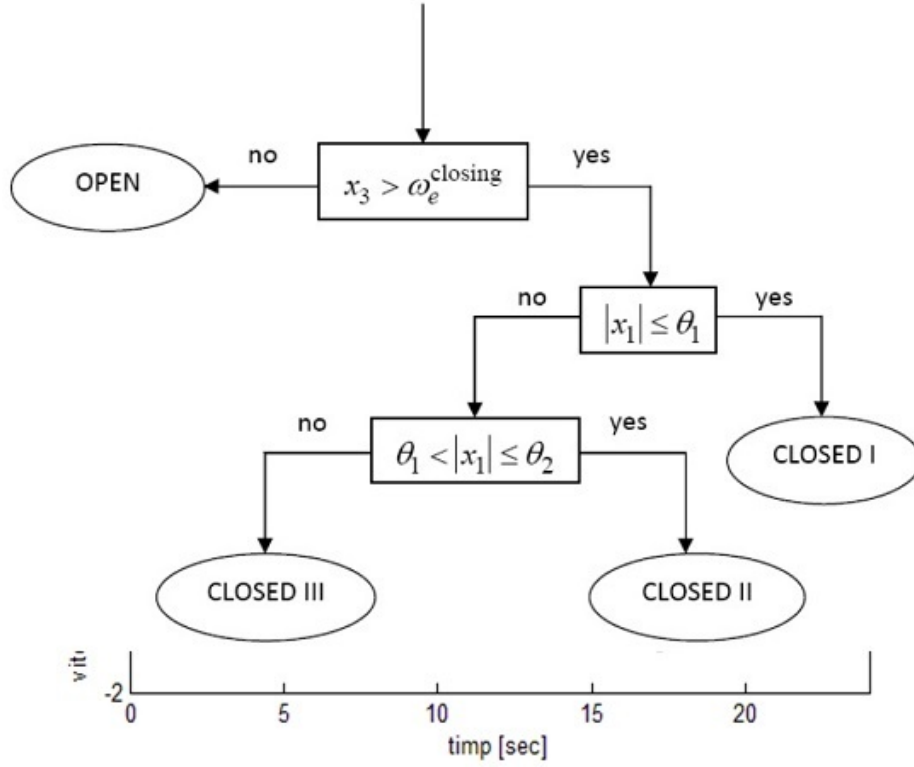 no
yes
OPEN
x₃ > ωₑ^closing
no
yes
|x₁| ≤ θ₁
no
yes
θ₁ < |x₁| ≤ θ₂
CLOSED I
CLOSED III
CLOSED II
-2
0 5 10 15 20
timp [sec]